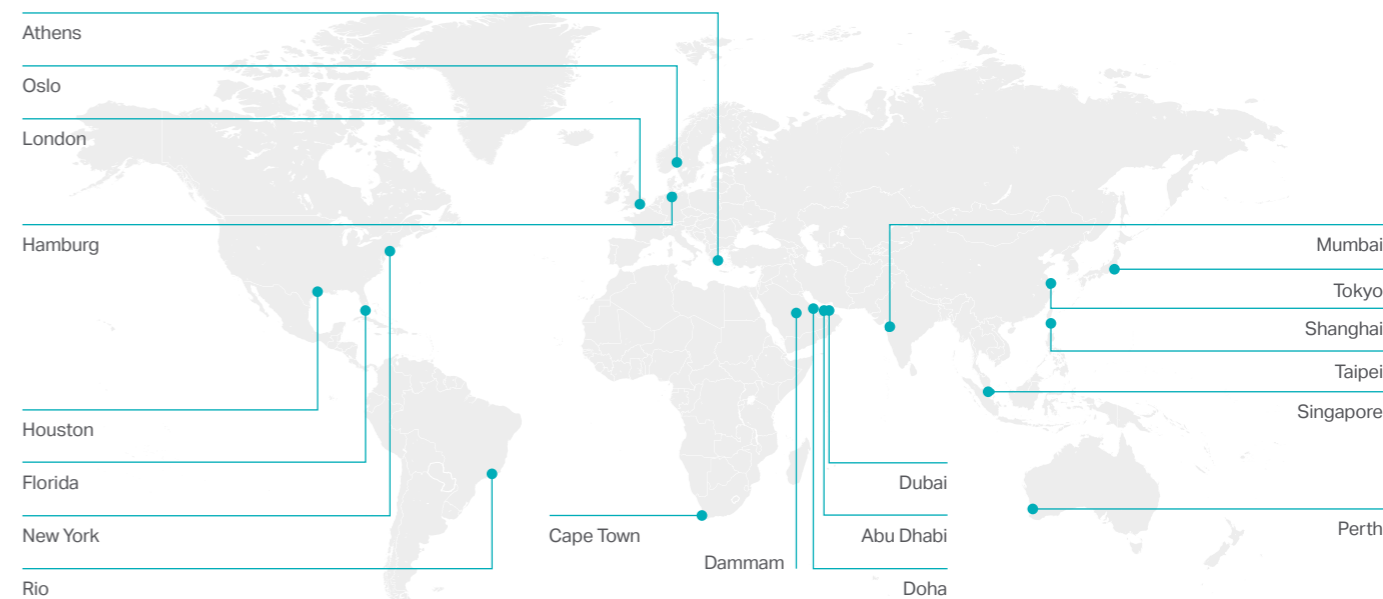 Athens
Oslo
London
Hamburg
Houston
Florida
New York
Rio
Cape Town
Dammam
Dubai
Abu Dhabi
Doha
Mumbai
Tokyo
Shanghai
Taipei
Singapore
Perth